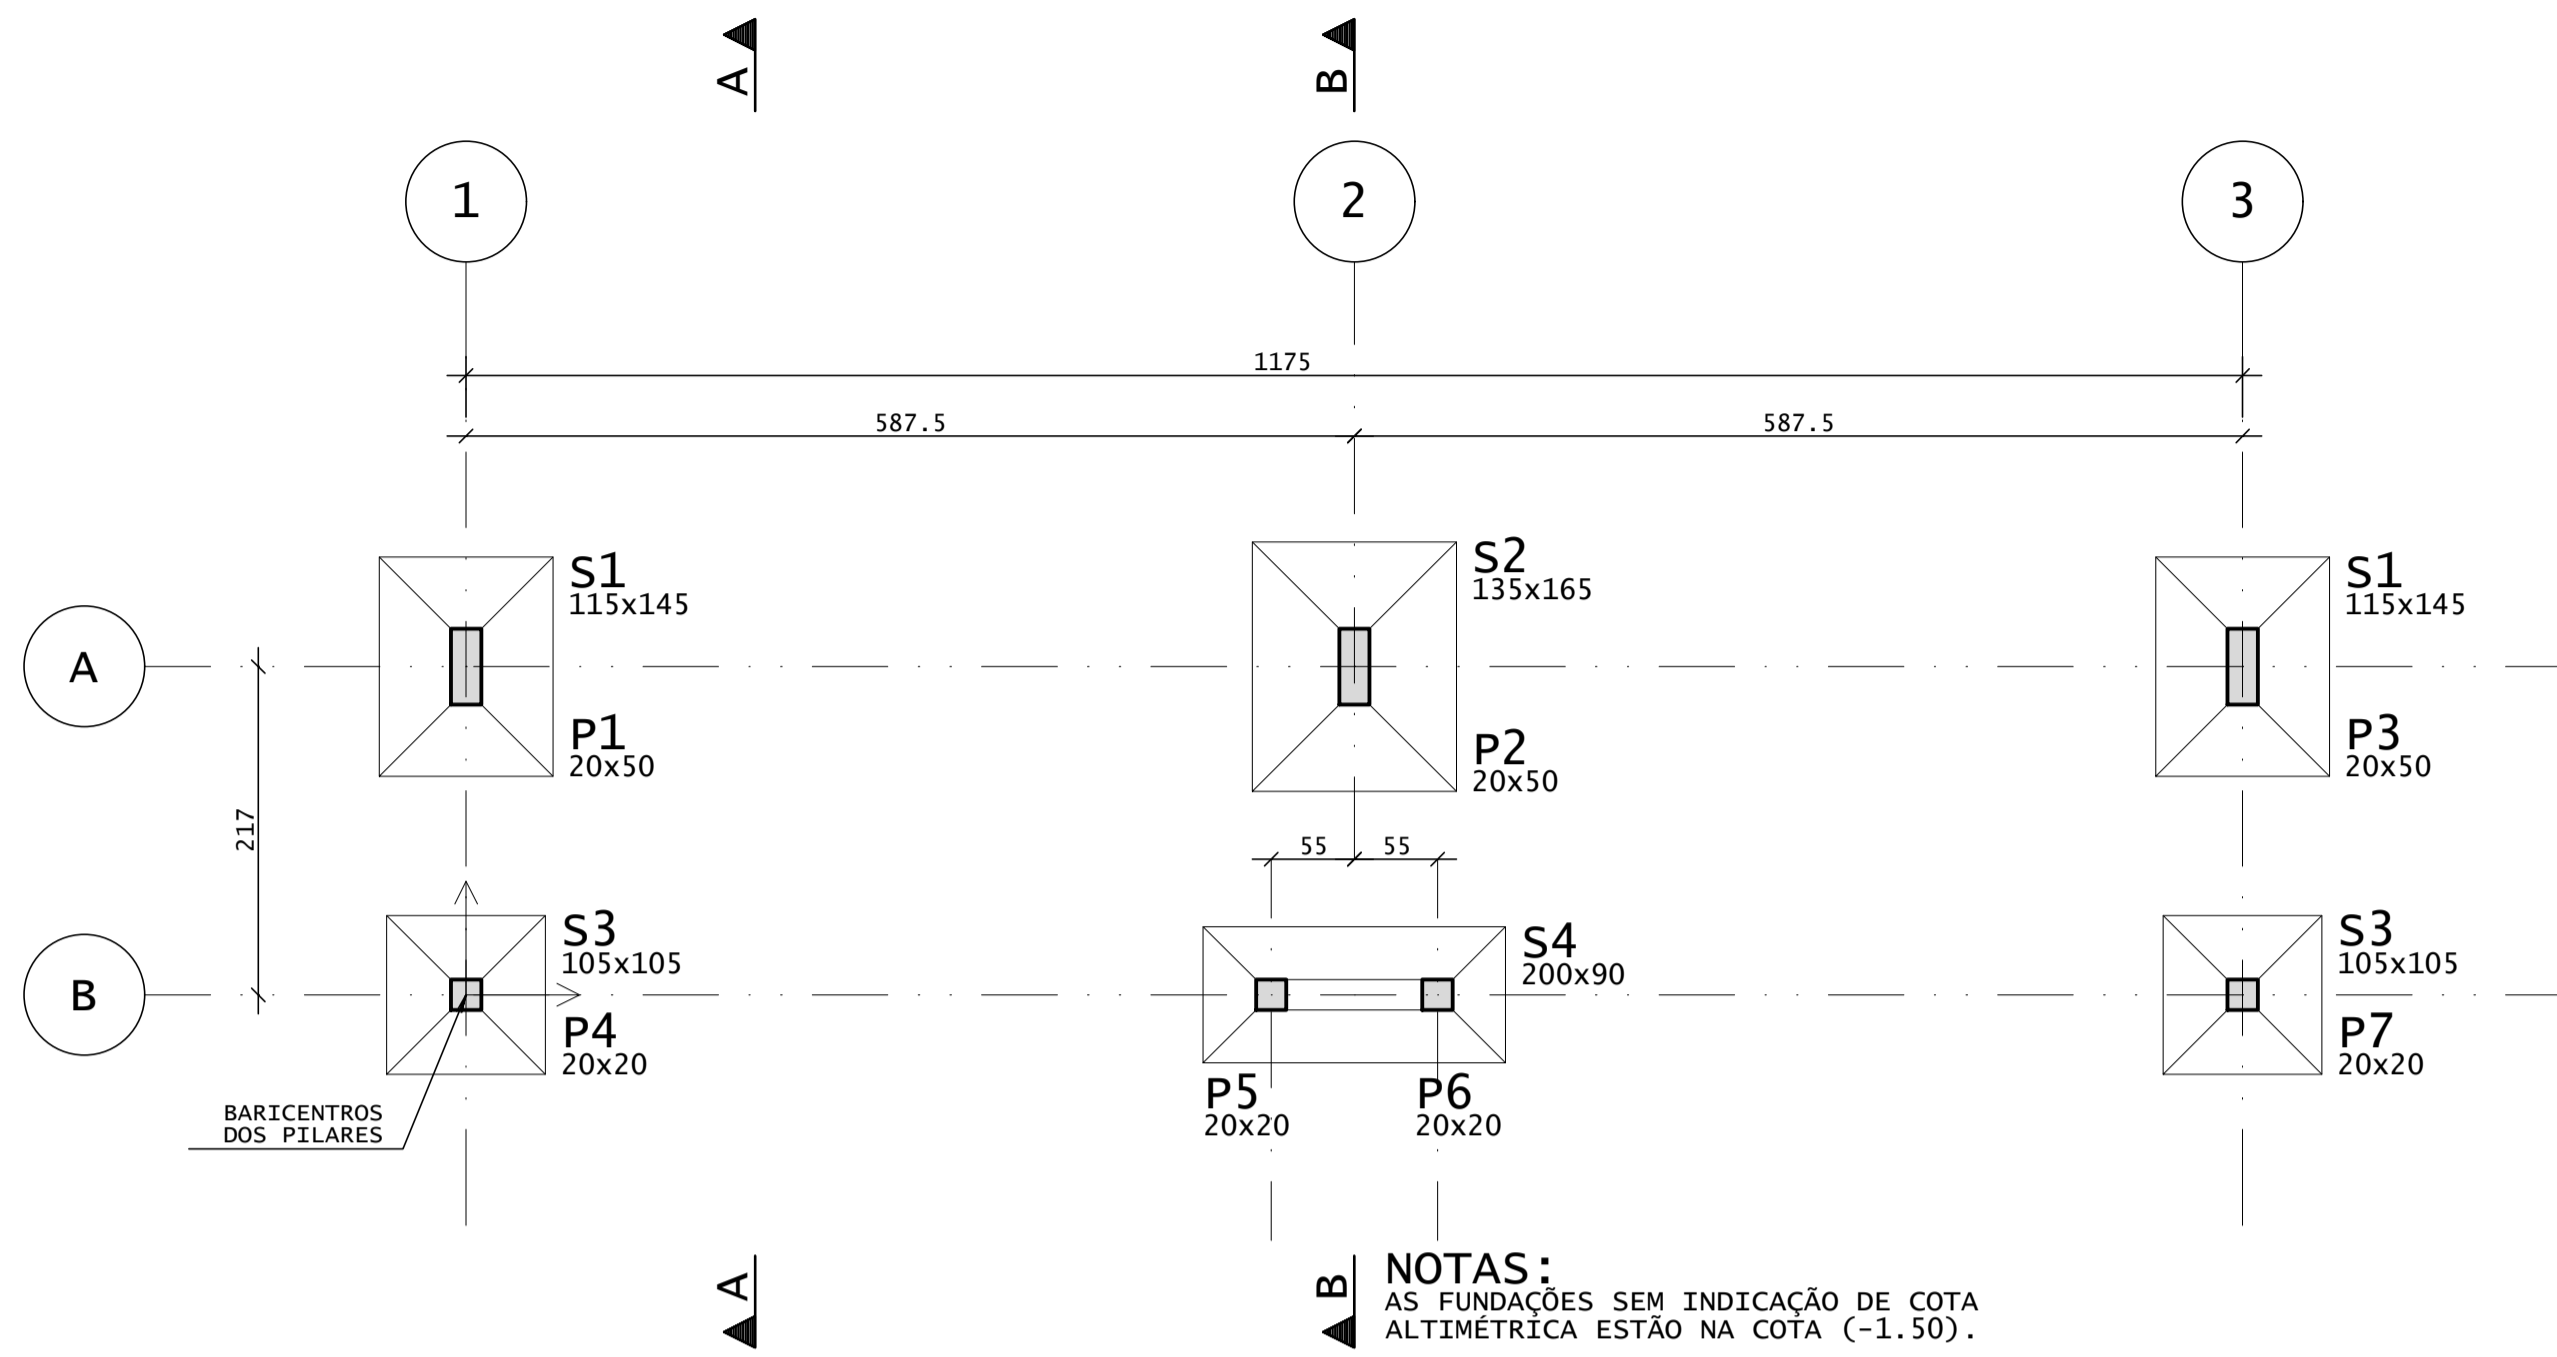 A
B
1
2
3
1175
587.5
587.5
S1
115x145
S2
135x165
S1
115x145
A
P1
20x50
P2
20x50
P3
20x50
217
55
55
S3
105x105
S4
200x90
S3
105x105
B
P4
20x20
P5
20x20
P6
20x20
P7
20x20
BARICENTROS
DOS PILARES
A
B
NOTAS:
AS FUNDAÇÕES SEM INDICAÇÃO DE COTA
ALTIMÉTRICA ESTÃO NA COTA (-1.50).